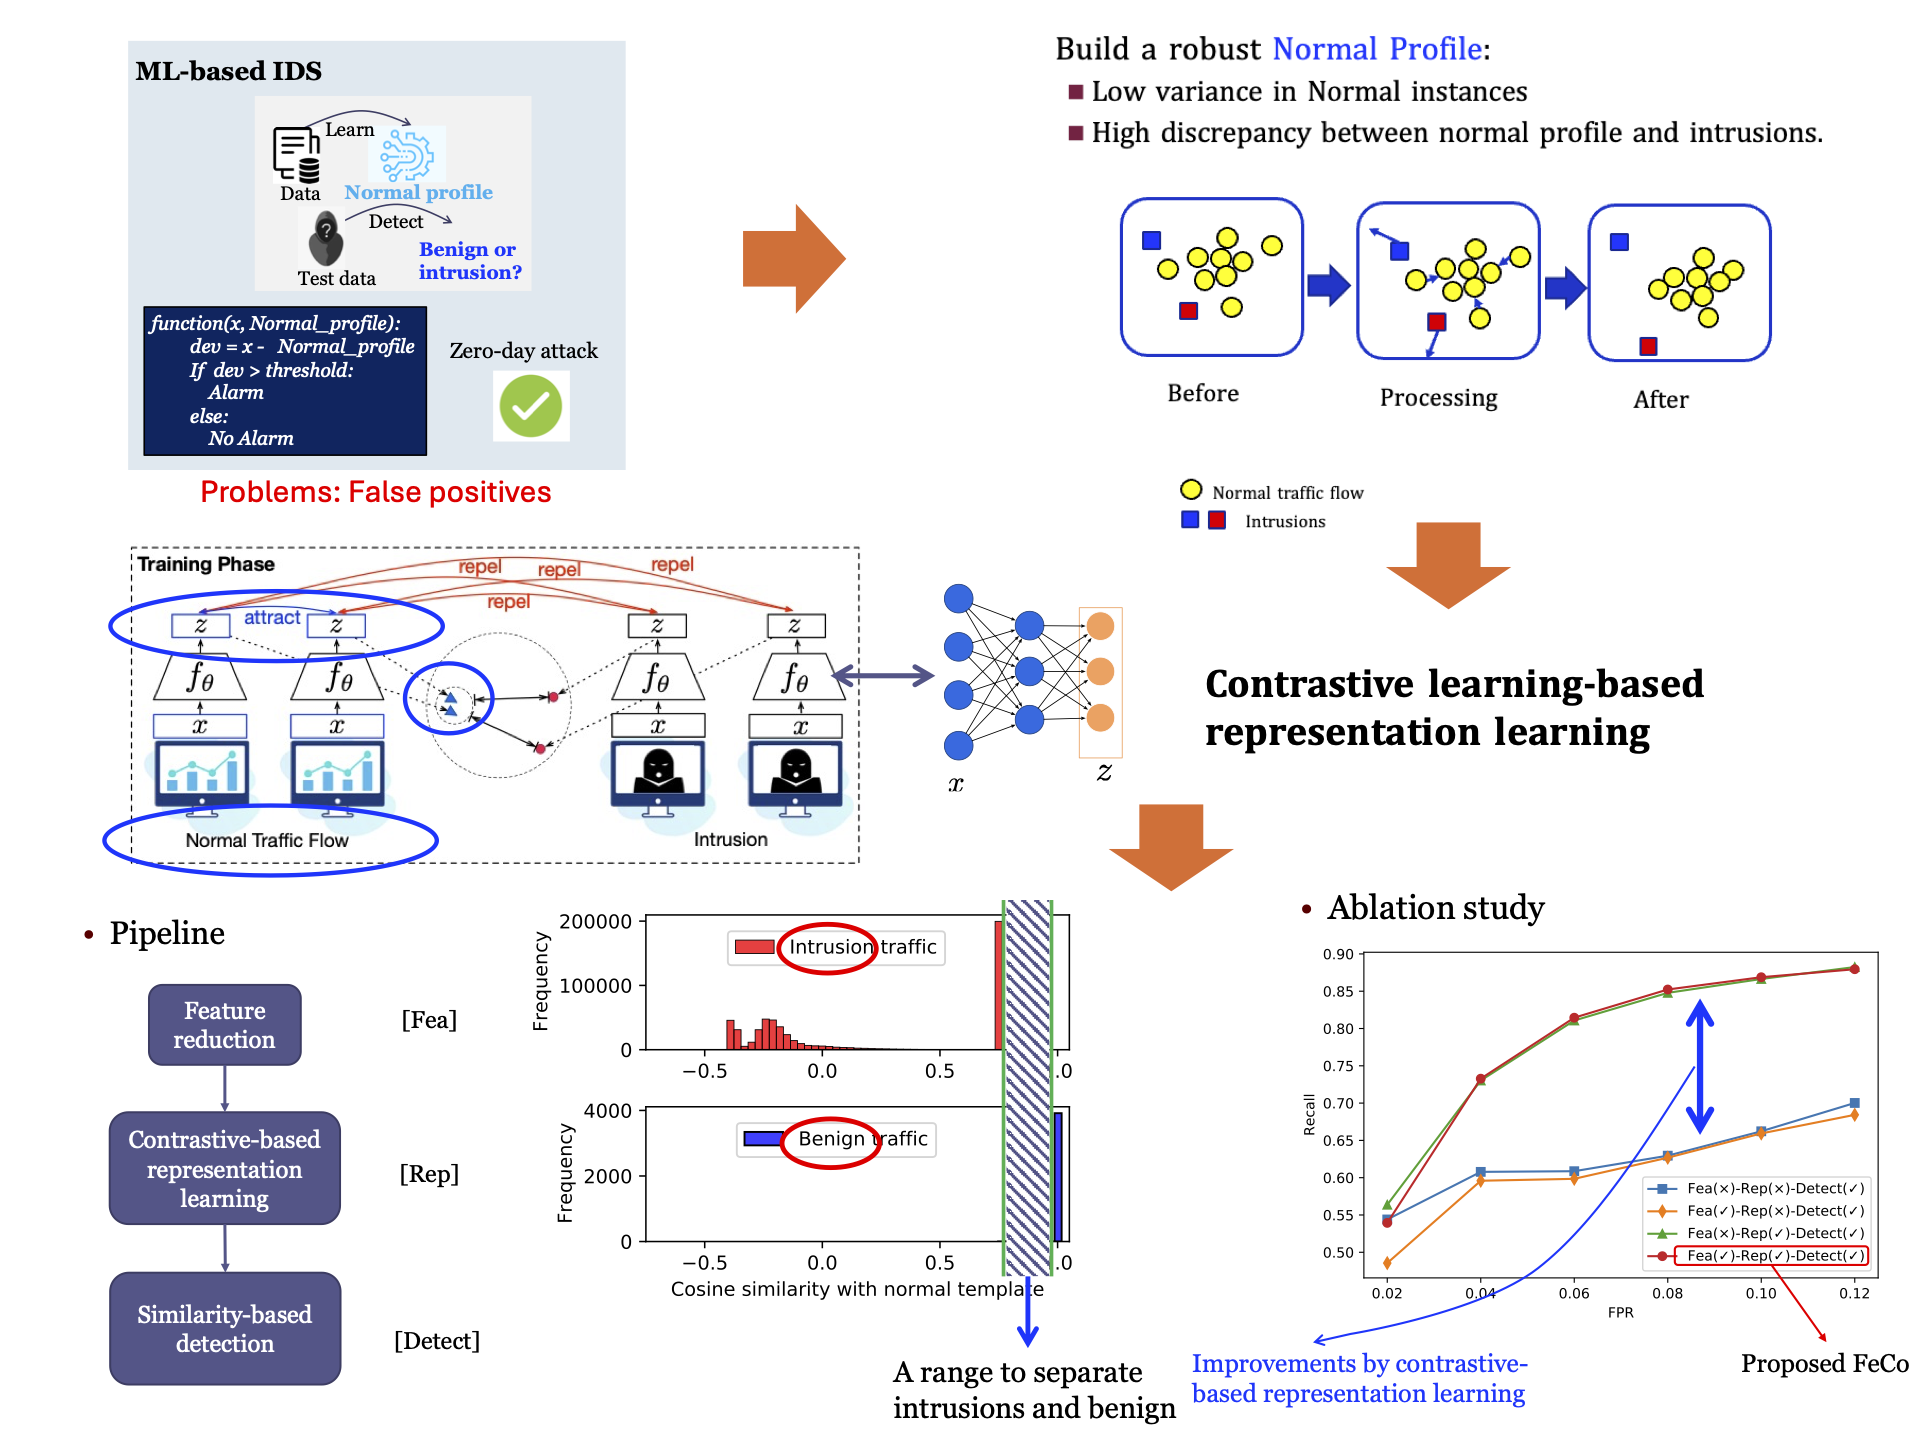 ML-based IDS
Learn
Data
Normal profile
Detect
?
Benign or
intrusion?
Test data
function(x, Normal_profile):
dev = x - Normal_profile
If dev > threshold:
Alarm
else:
No Alarm
Zero-day attack
Problems: False positives
Build a robust Normal Profile:
Low variance in Normal instances
High discrepancy between normal profile and intrusions.
Before
Processing
After
Normal traffic flow
Intrusions
Training Phase
repel
repel
repel
repel
attract
z z z z
fθ fθ fθ fθ
x x x x
Normal Traffic Flow
Intrusion
x
z
Contrastive learning-based
representation learning
• Pipeline
Feature
reduction
[Fea]
Contrastive-based
representation
learning
[Rep]
Similarity-based
detection
[Detect]
Frequency
200000
100000
0
Intrusion traffic
−0.5 0.0 0.5 .0
Frequency
4000
2000
0
Benign traffic
−0.5 0.0 0.5 .0
Cosine similarity with normal template
A range to separate
intrusions and benign
• Ablation study
Recall
0.90
0.85
0.80
0.75
0.70
0.65
0.60
0.55
0.50
Fea(×)-Rep(×)-Detect(✓)
Fea(✓)-Rep(×)-Detect(✓)
Fea(×)-Rep(✓)-Detect(✓)
Fea(✓)-Rep(✓)-Detect(✓)
0.02 0.04 0.06 0.08 0.10 0.12
FPR
Improvements by contrastive-
based representation learning
Proposed FeCo